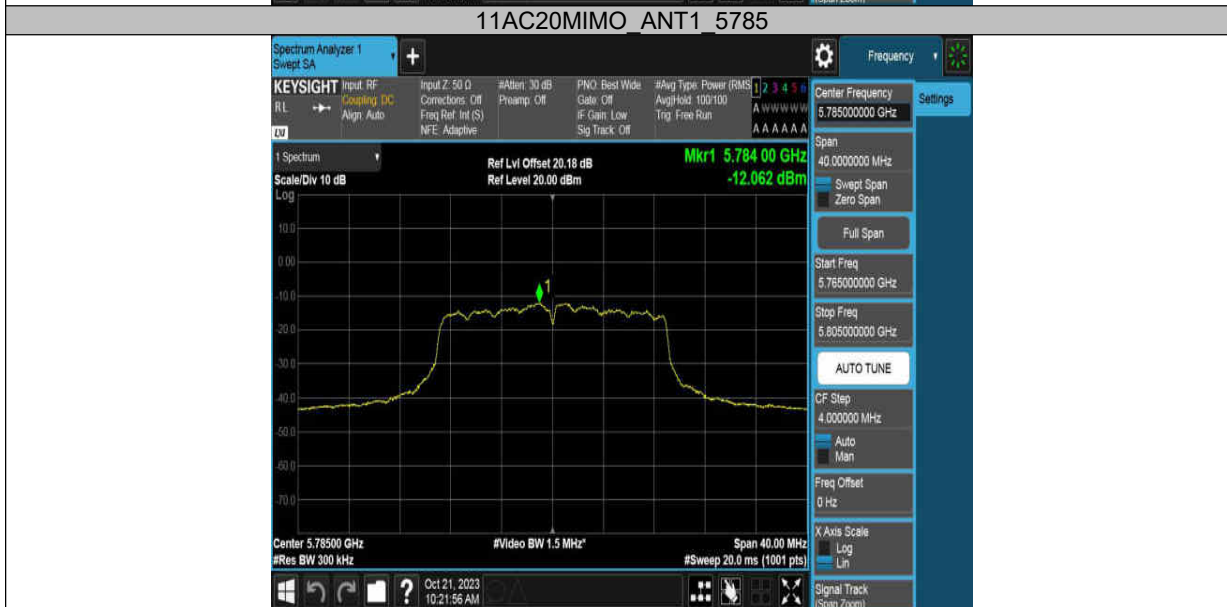 (Span Zoom)
11AC20MIMO_ANT1_5785
Spectrum Analyzer 1
Swept SA
Frequency
KEYSIGHT
RL
LXI
Input: RF
Coupling: DC
Align: Auto
Input Z: 50 Ω
Corrections: Off
Freq Ref: Int (S)
NFE: Adaptive
#Atten: 30 dB
Preamp: Off
PNO: Best Wide
Gate: Off
IF Gain: Low
Sig Track: Off
#Avg Type: Power (RMS
Avg|Hold: 100/100
Trig: Free Run
1 2 3 4 5 6
A W W W W W
A A A A A A
Center Frequency
5.785000000 GHz
Settings
1 Spectrum
Scale/Div 10 dB
Ref Lvl Offset 20.18 dB
Ref Level 20.00 dBm
Mkr1 5.784 00 GHz
-12.062 dBm
Log
10.0
0.00
-10.0
-20.0
-30.0
-40.0
-50.0
-60.0
-70.0
1
Span
40.0000000 MHz
Swept Span
Zero Span
Full Span
Start Freq
5.765000000 GHz
Stop Freq
5.805000000 GHz
AUTO TUNE
CF Step
4.000000 MHz
Auto
Man
Freq Offset
0 Hz
X Axis Scale
Log
Lin
Signal Track
(Span Zoom)
Center 5.78500 GHz
#Res BW 300 kHz
#Video BW 1.5 MHz*
Span 40.00 MHz
#Sweep 20.0 ms (1001 pts)
Oct 21, 2023
10:21:56 AM